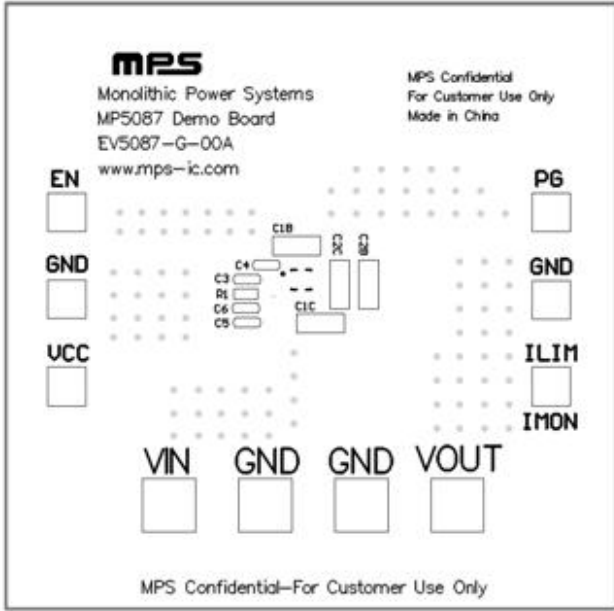 MPS
Monolithic Power Systems
MP5087 Demo Board
EV5087-G-00A
www.mps-ic.com
MPS Confidential
For Customer Use Only
Made in China
EN
PG
C1B
C2C
C2B
GND
C4
C3
R1
C6
C5
C1C
GND
VCC
ILIM
IMON
VIN
GND
GND
VOUT
MPS Confidential-For Customer Use Only